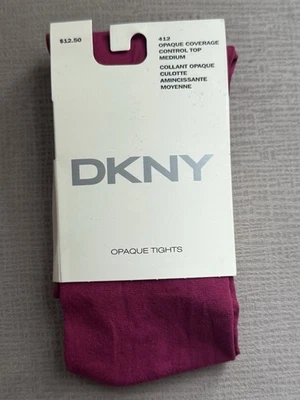 $12.50
412
OPAQUE COVERAGE
CONTROL TOP
MEDIUM
COLLANT OPAQUE
CULOTTE
AMINCISSANTE
MOYENNE
DKNY
OPAQUE TIGHTS